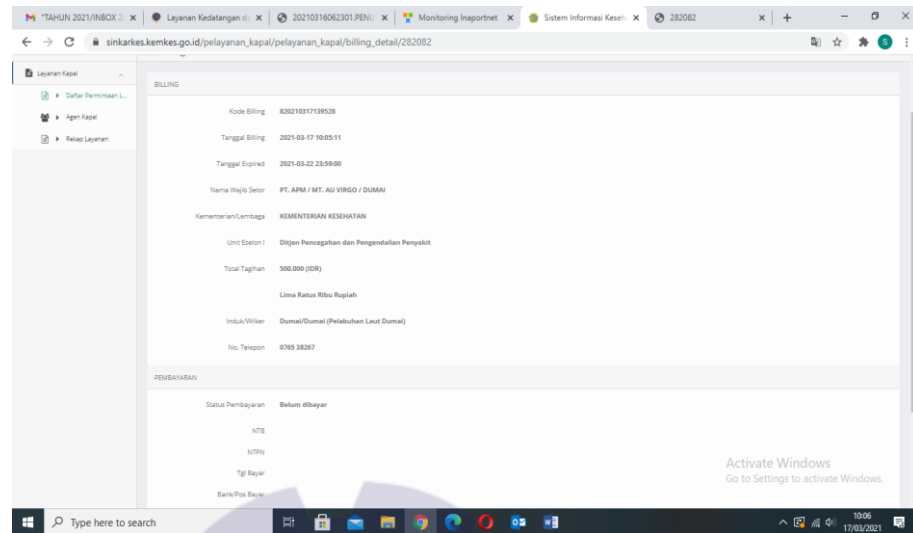 *TAHUN 2021/INBOX 2
Layanan Kedatangan d
20210316062301.PENU
Monitoring Inaportnet
Sistem Informasi Keseh
282082
sinkarkes.kemkes.go.id/pelayanan_kapal/pelayanan_kapal/billing_detail/282082
S
Layanan Kapal
Daftar Permintaan L...
Agen Kapal
Rekap Layanan
BILLING
Kode Billing 820210317139528
Tanggal Billing 2021-03-17 10:05:11
Tanggal Expired 2021-03-22 23:59:00
Nama Wajib Setor PT. APM / MT. AU VIRGO / DUMAI
Kementerian/Lembaga KEMENTERIAN KESEHATAN
Unit Eselon I Ditjen Pencegahan dan Pengendalian Penyakit
Total Tagihan 500.000 (IDR)
Lima Ratus Ribu Rupiah
Induk/Wilker Dumai/Dumai (Pelabuhan Laut Dumai)
No. Telepon 0765 38267
PEMBAYARAN
Status Pembayaran Belum dibayar
NTB
NTPN
Tgl Bayar
Bank/Pos Bayar
Activate Windows
Go to Settings to activate Windows.
Type here to search
10:06
17/03/2021